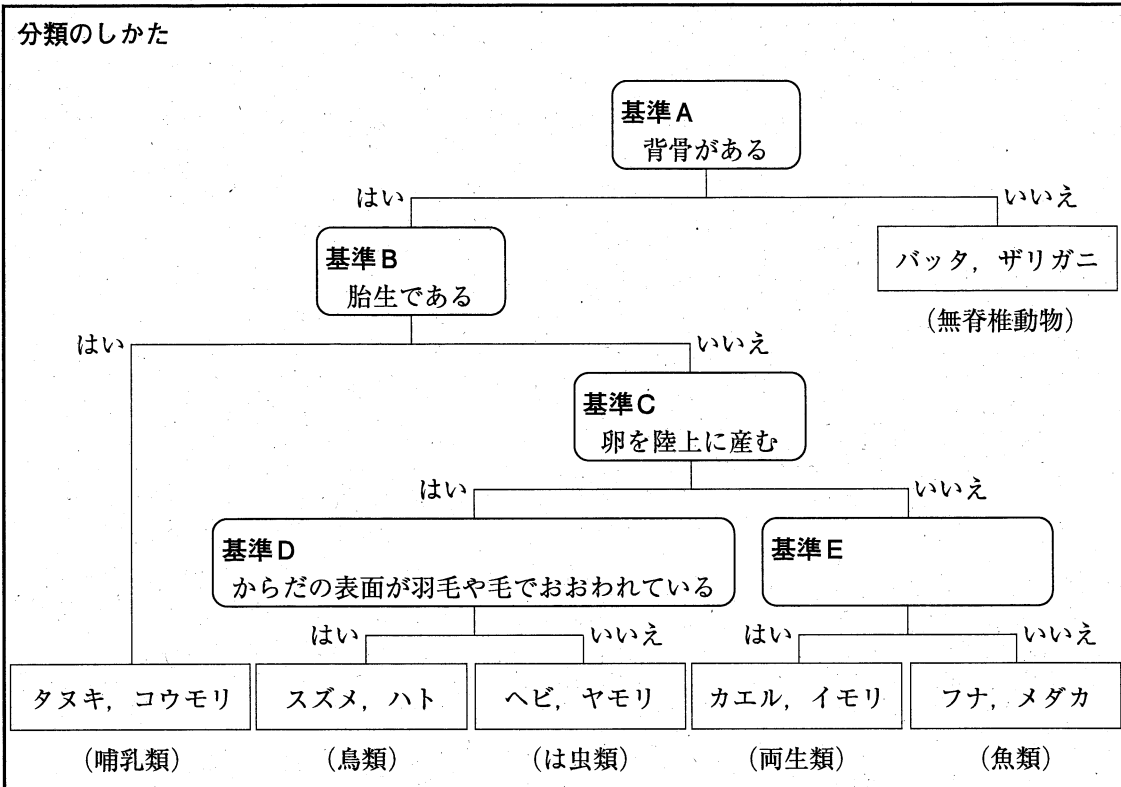 分類のしかた
基準A
背骨がある
はい
いいえ
基準B
胎生である
バッタ，ザリガニ
(無脊椎動物)
はい
いいえ
基準C
卵を陸上に産む
はい
いいえ
基準D
からだの表面が羽毛や毛でおおわれている
基準E
はい
いいえ
はい
いいえ
タヌキ，コウモリ
スズメ，ハト
ヘビ，ヤモリ
カエル，イモリ
フナ，メダカ
(哺乳類)
(鳥類)
(は虫類)
(両生類)
(魚類)